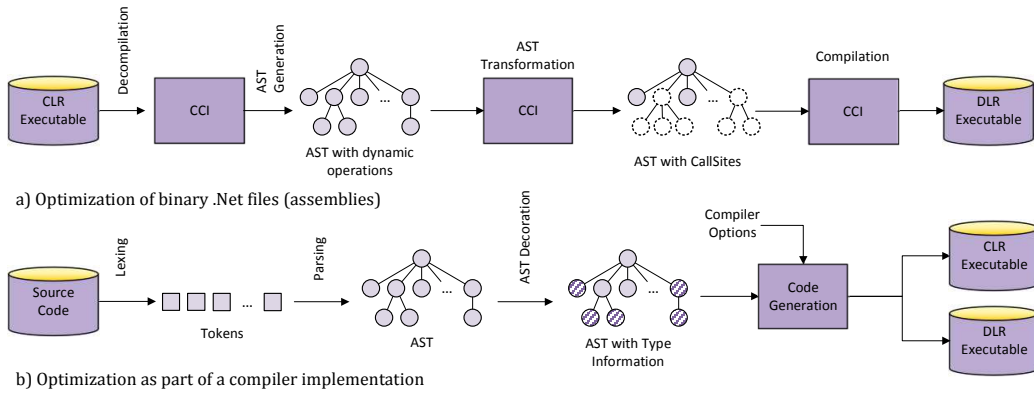 Decompilation
AST
Generation
AST
Transformation
Compilation
CLR
Executable
CCI
...
CCI
...
CCI
DLR
Executable
AST with dynamic
operations
AST with CallSites
a) Optimization of binary .Net files (assemblies)
Lexing
Parsing
AST Decoration
Compiler
Options
CLR
Executable
Source
Code
...
Tokens
...
AST
...
AST with Type
Information
Code
Generation
DLR
Executable
b) Optimization as part of a compiler implementation